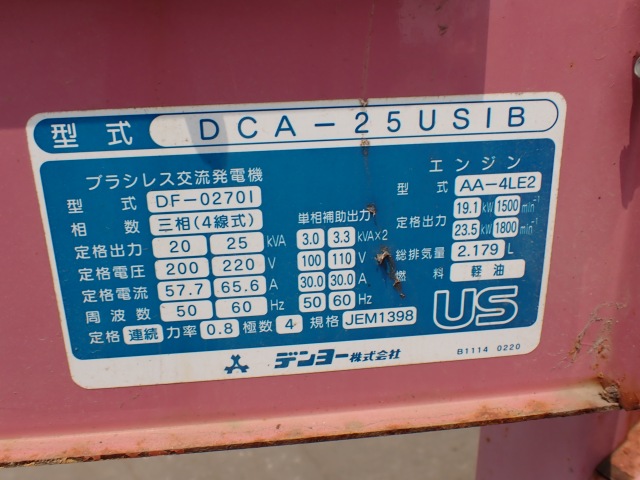 型式 DCA-25USIB
ブラシレス交流発電機
型式 DF-0270I
相数 三相(4線式)
定格出力 20 25 kVA
定格電圧 200 220 V
定格電流 57.7 65.6 A
周波数 50 60 Hz
定格 連続 力率 0.8 極数 4 規格 JEM1398
単相補助出力
3.0 3.3 kVA×2
100 110 V
30.0 30.0 A
50 60 Hz
エンジン
型式 AA-4LE2
定格出力 19.1 kW 1500 min⁻¹
23.5 kW 1800 min⁻¹
総排気量 2.179 L
燃料 軽油
US
デンヨー株式会社
B1114 0220